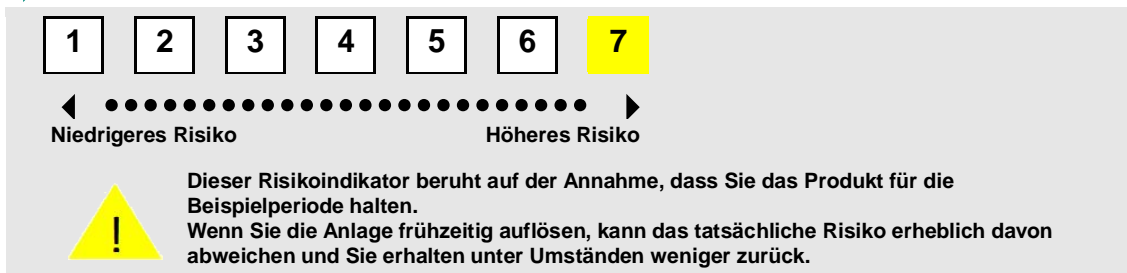 1 2 3 4 5 6 7
Niedrigeres Risiko Höheres Risiko
Dieser Risikoindikator beruht auf der Annahme, dass Sie das Produkt für die
Beispielperiode halten.
Wenn Sie die Anlage frühzeitig auflösen, kann das tatsächliche Risiko erheblich davon
abweichen und Sie erhalten unter Umständen weniger zurück.
!